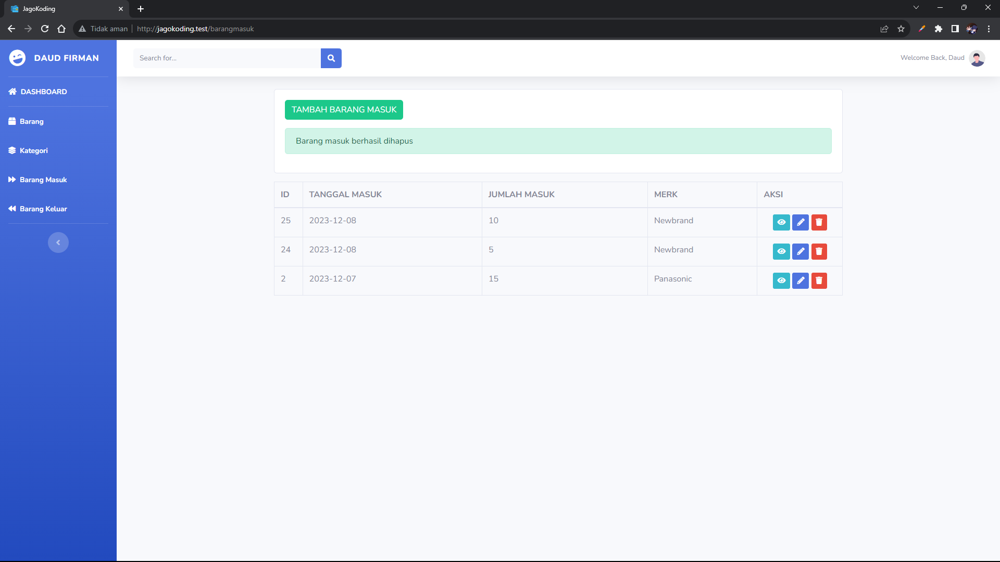 JagoKoding
Tidak aman
http://jagokoding.test/barangmasuk
DAUD FIRMAN
Search for...
Welcome Back, Daud
DASHBOARD
Barang
Kategori
Barang Masuk
Barang Keluar
TAMBAH BARANG MASUK
Barang masuk berhasil dihapus
ID TANGGAL MASUK JUMLAH MASUK MERK AKSI
25 2023-12-08 10 Newbrand
24 2023-12-08 5 Newbrand
2 2023-12-07 15 Panasonic